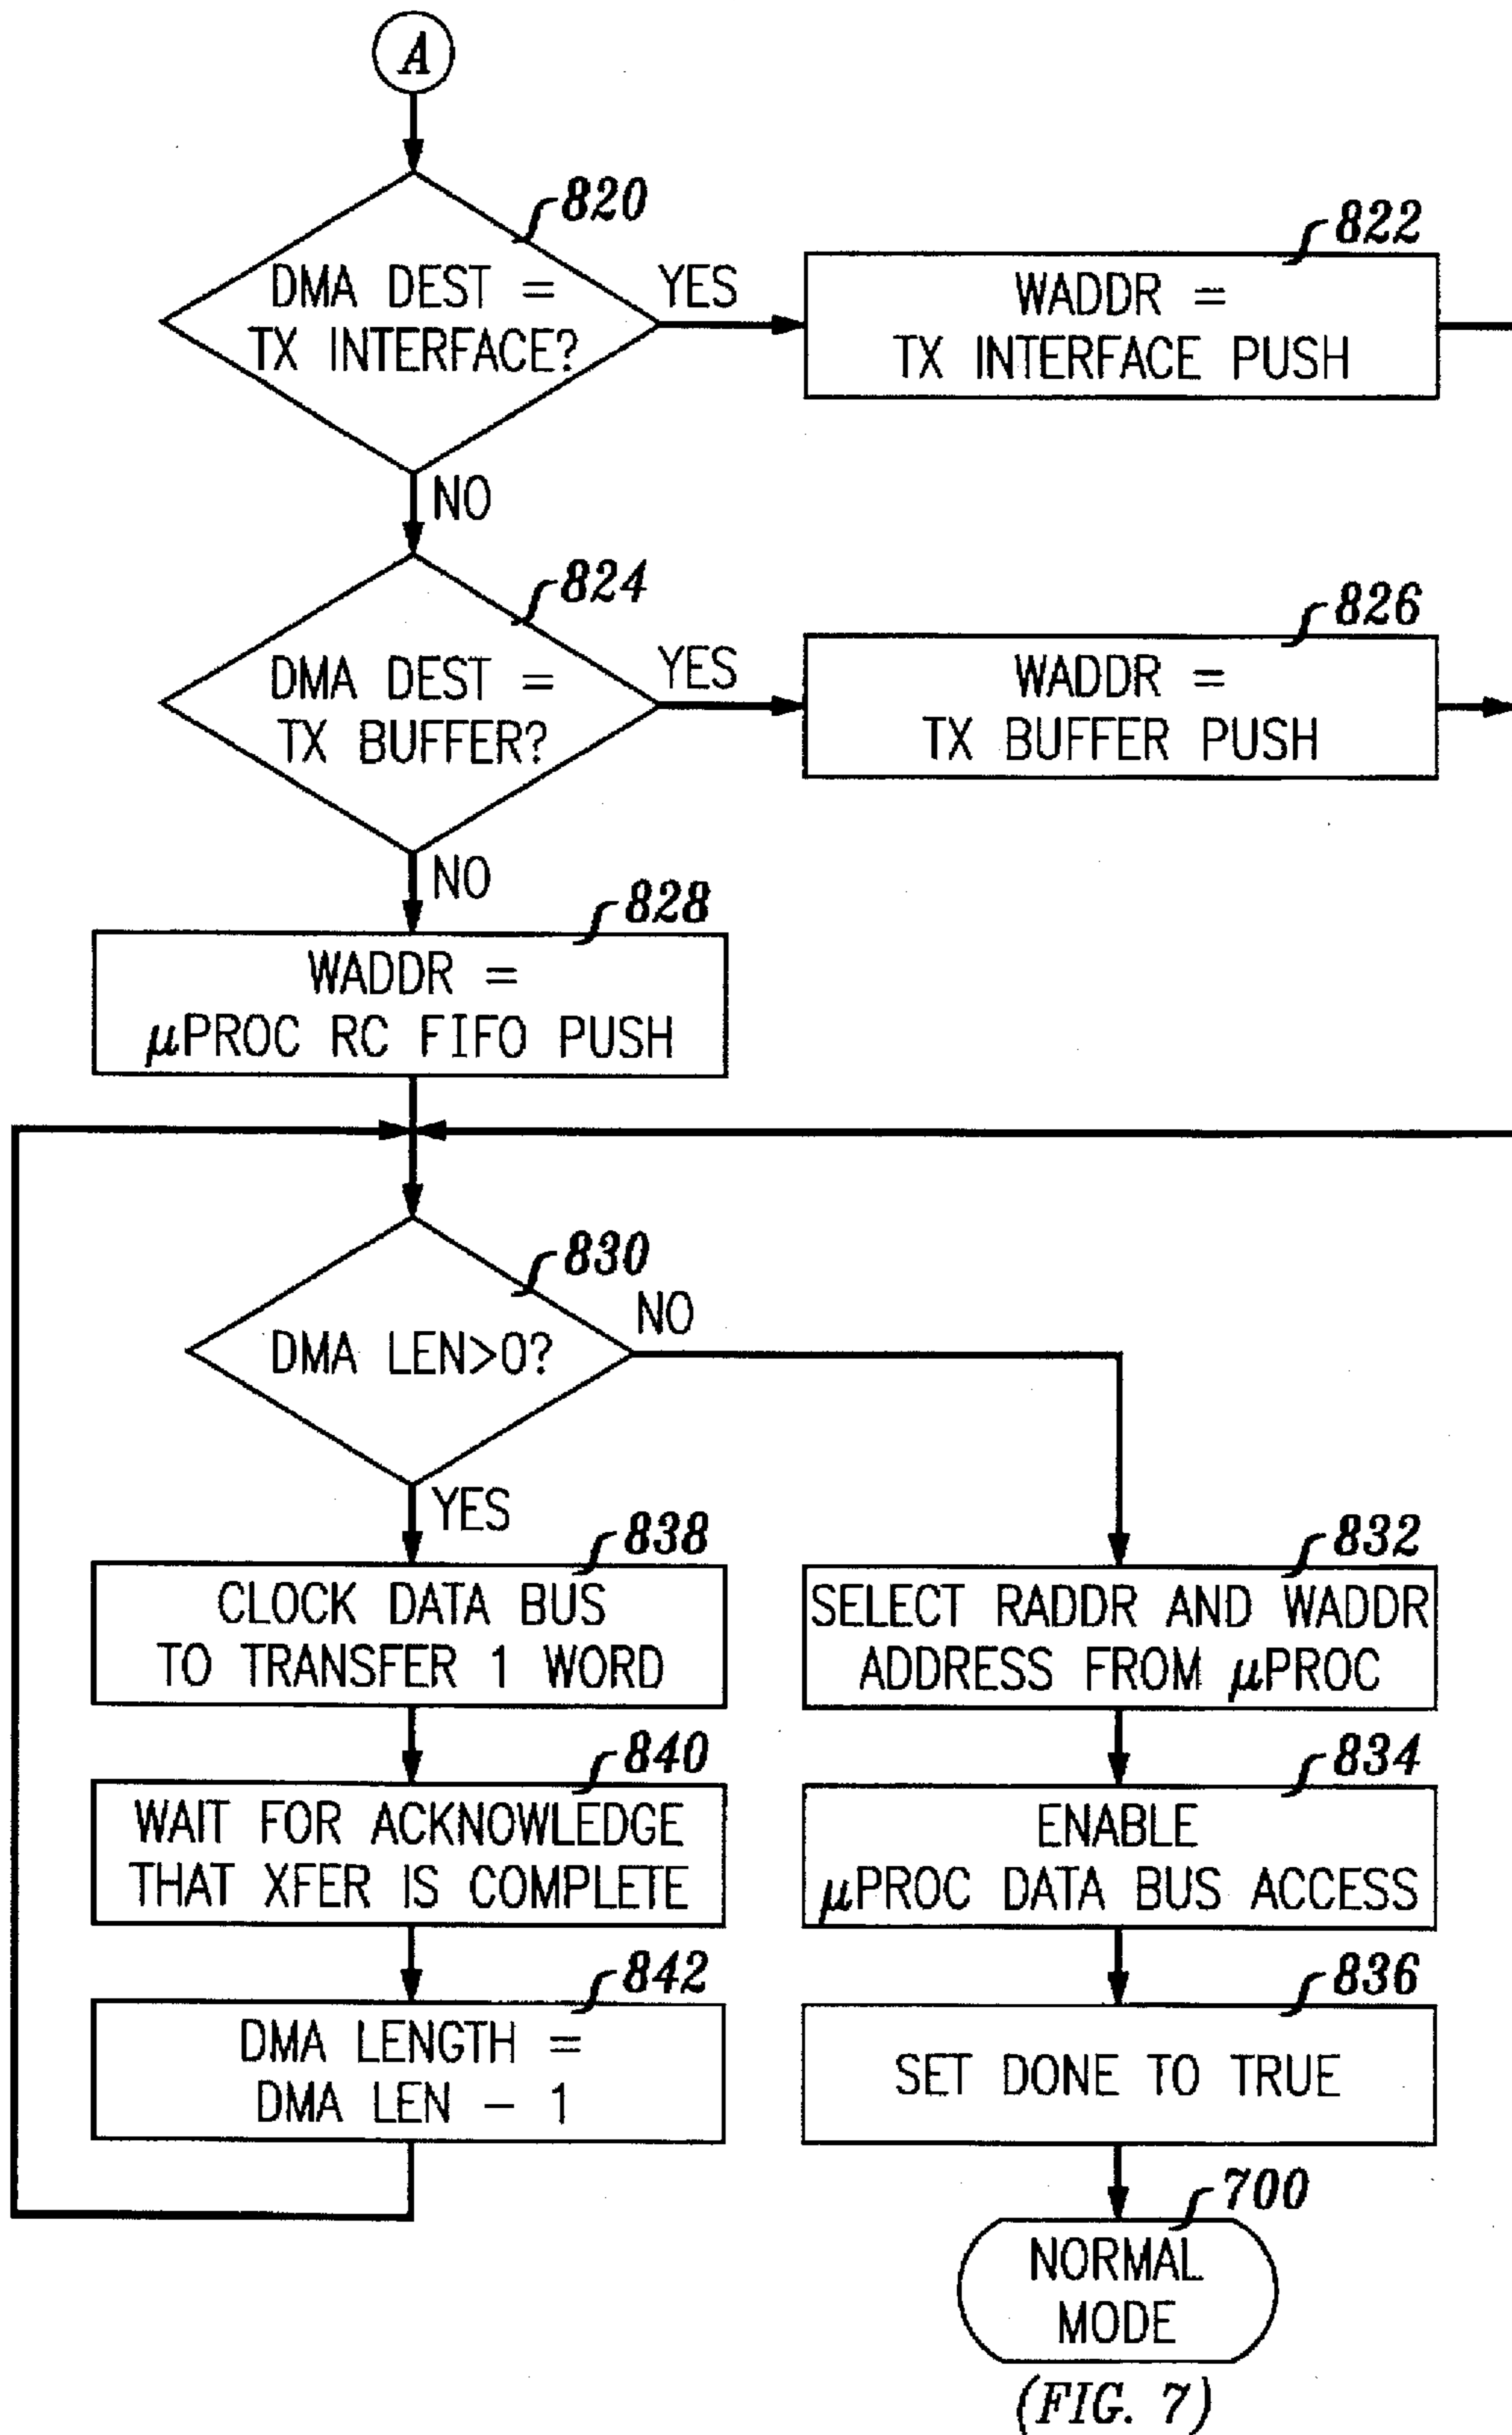 A
820
DMA DEST =
TX INTERFACE?
YES
822
WADDR =
TX INTERFACE PUSH
NO
824
DMA DEST =
TX BUFFER?
YES
826
WADDR =
TX BUFFER PUSH
NO
828
WADDR =
μPROC RC FIFO PUSH
830
DMA LEN>0?
NO
YES
838
CLOCK DATA BUS
TO TRANSFER 1 WORD
840
WAIT FOR ACKNOWLEDGE
THAT XFER IS COMPLETE
842
DMA LENGTH =
DMA LEN - 1
832
SELECT RADDR AND WADDR
ADDRESS FROM μPROC
834
ENABLE
μPROC DATA BUS ACCESS
836
SET DONE TO TRUE
700
NORMAL
MODE
(FIG. 7)